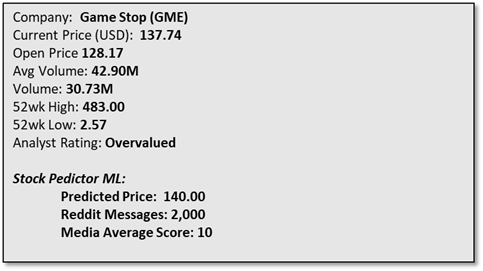 Company: Game Stop (GME)
Current Price (USD): 137.74
Open Price 128.17
Avg Volume: 42.90M
Volume: 30.73M
52wk High: 483.00
52wk Low: 2.57
Analyst Rating: Overvalued
Stock Pedictor ML:
Predicted Price: 140.00
Reddit Messages: 2,000
Media Average Score: 10